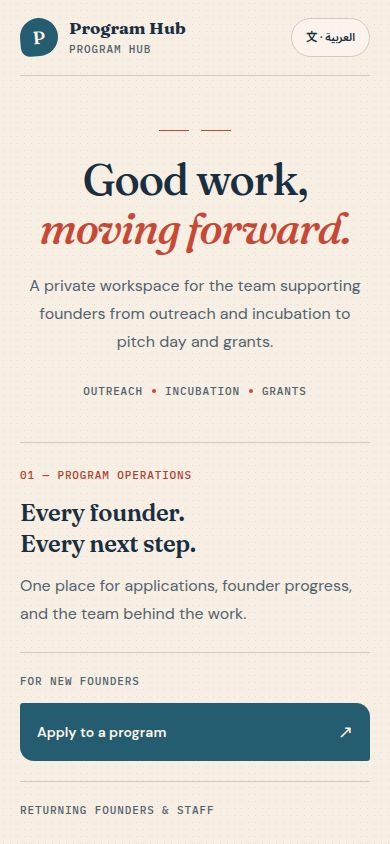 P
Program Hub
PROGRAM HUB
文 · العربية
Good work,
moving forward.
A private workspace for the team supporting
founders from outreach and incubation to
pitch day and grants.
OUTREACH • INCUBATION • GRANTS
01 — PROGRAM OPERATIONS
Every founder.
Every next step.
One place for applications, founder progress,
and the team behind the work.
FOR NEW FOUNDERS
Apply to a program ↗
RETURNING FOUNDERS & STAFF